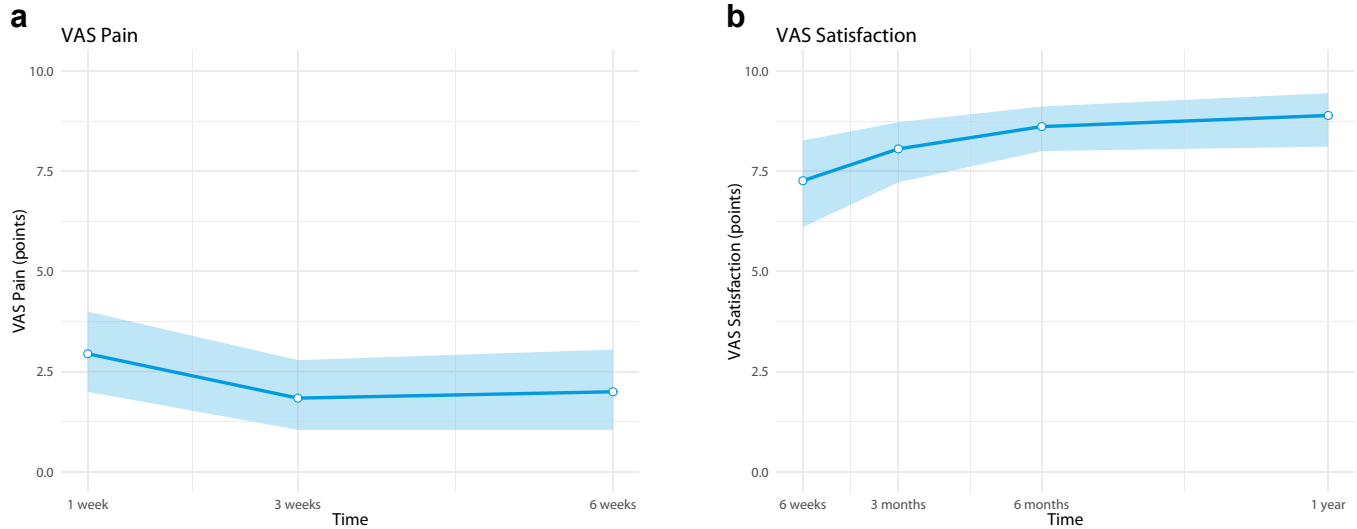 a
VAS Pain
VAS Pain (points)
10.0
7.5
5.0
2.5
0.0
1 week
3 weeks
6 weeks
Time
b
VAS Satisfaction
VAS Satisfaction (points)
10.0
7.5
5.0
2.5
0.0
6 weeks
3 months
6 months
1 year
Time